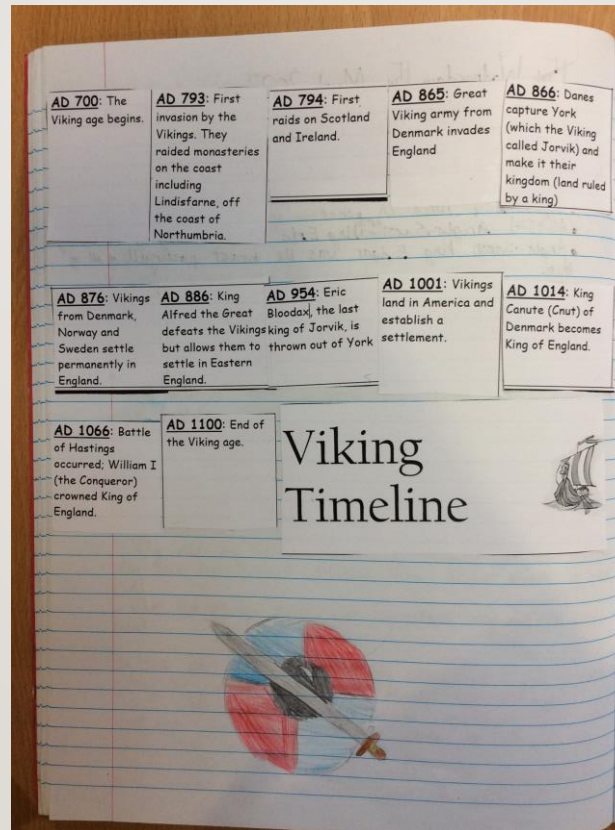 AD 700: The
Viking age begins.
AD 793: First
invasion by the
Vikings. They
raided monasteries
on the coast
including
Lindisfarne, off
the coast of
Northumbria.
AD 794: First
raids on Scotland
and Ireland.
AD 865: Great
Viking army from
Denmark invades
England
AD 866: Danes
capture York
(which the Viking
called Jorvik) and
make it their
kingdom (land ruled
by a king)
AD 876: Vikings
from Denmark,
Norway and
Sweden settle
permanently in
England.
AD 886: King
Alfred the Great
defeats the Vikings
but allows them to
settle in Eastern
England.
AD 954: Eric
Bloodax, the last
king of Jorvik, is
thrown out of York
AD 1001: Vikings
land in America and
establish a
settlement.
AD 1014: King
Canute (Cnut) of
Denmark becomes
King of England.
AD 1066: Battle
of Hastings
occurred; William I
(the Conqueror)
crowned King of
England.
AD 1100: End of
the Viking age.
Viking
Timeline